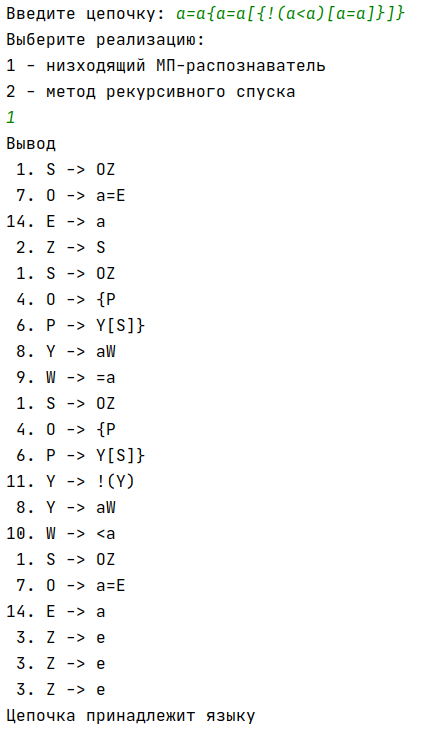 Введите цепочку: a=a{a=a[{!(a<a)[a=a]}]}
Выберите реализацию:
1 - низходящий МП-распознаватель
2 - метод рекурсивного спуска
1
Вывод
 1. S -> OZ
 7. O -> a=E
14. E -> a
 2. Z -> S
 1. S -> OZ
 4. O -> {P
 6. P -> Y[S]}
 8. Y -> aW
 9. W -> =a
 1. S -> OZ
 4. O -> {P
 6. P -> Y[S]}
11. Y -> !(Y)
 8. Y -> aW
10. W -> <a
 1. S -> OZ
 7. O -> a=E
14. E -> a
 3. Z -> e
 3. Z -> e
 3. Z -> e
Цепочка принадлежит языку